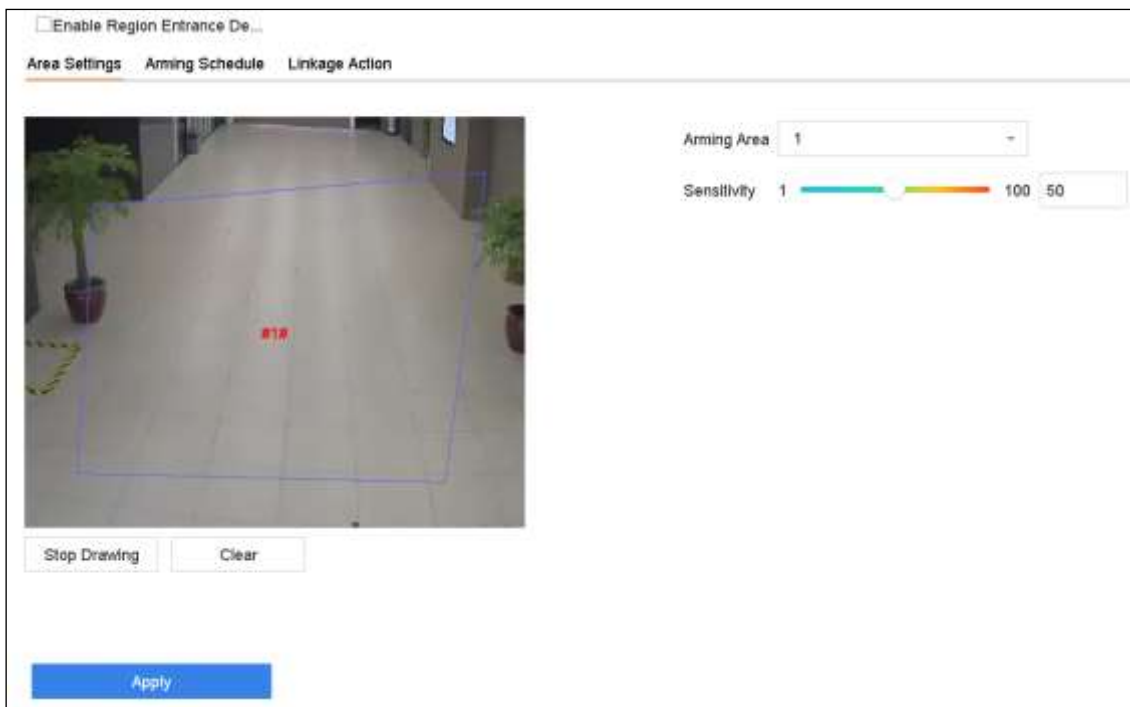 Enable Region Entrance De...
Area Settings Arming Schedule Linkage Action
Arming Area 1
Sensitivity 1 100 50
#1#
Stop Drawing Clear
Apply